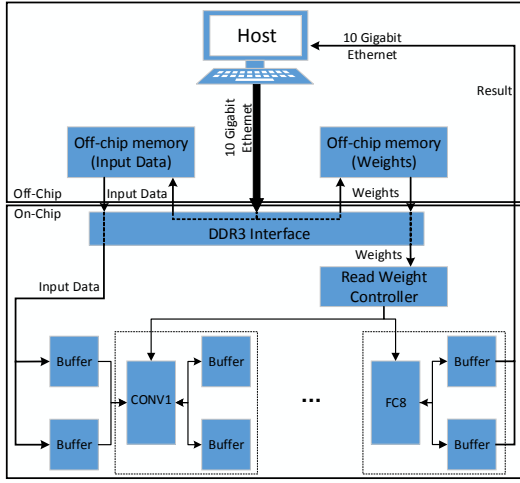 Host
10 Gigabit
Ethernet
Result
10 Gigabit
Ethernet
Off-chip memory
(Input Data)
Off-chip memory
(Weights)
Off-Chip
Input Data
Weights
On-Chip
DDR3 Interface
Weights
Input Data
Read Weight
Controller
Buffer
CONV1
Buffer
...
FC8
Buffer
Buffer
Buffer
Buffer